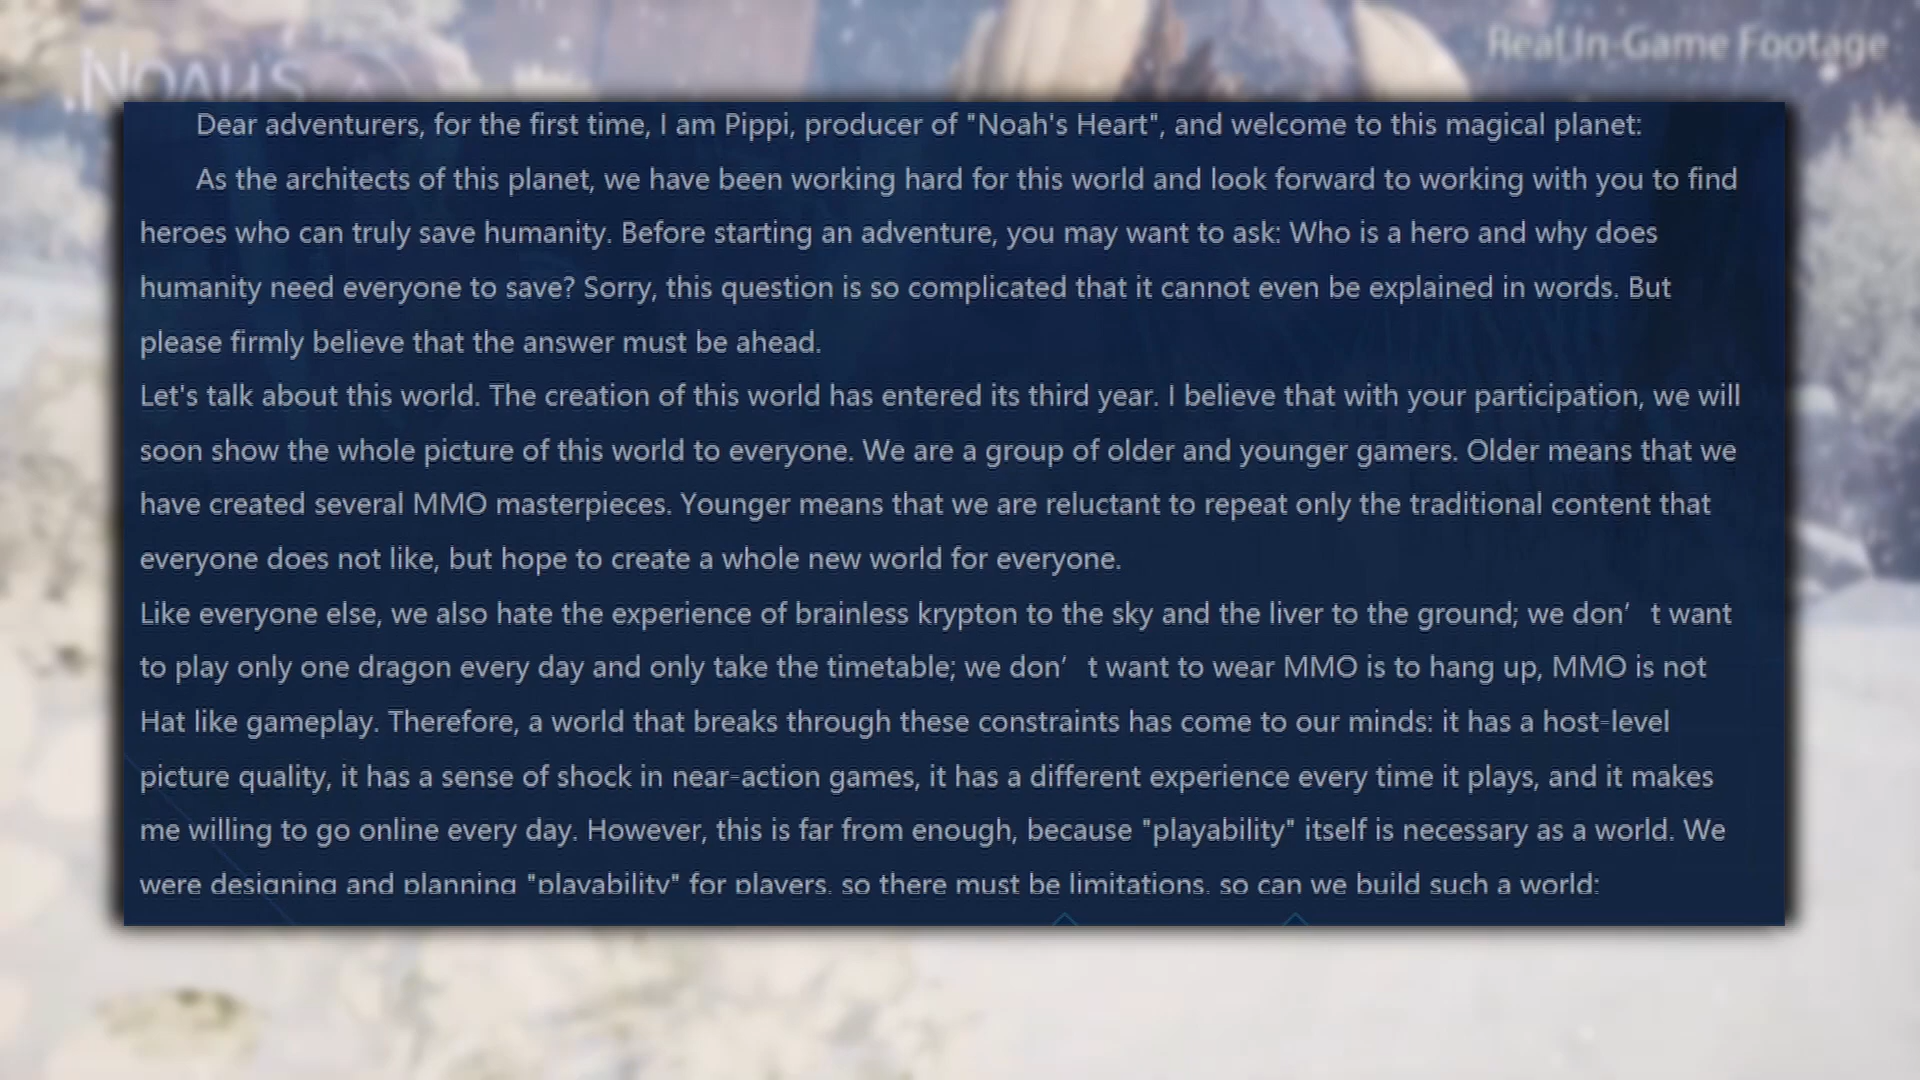 Real In-Game Footage
NOAH'S
Dear adventurers, for the first time, I am Pippi, producer of "Noah's Heart", and welcome to this magical planet:
As the architects of this planet, we have been working hard for this world and look forward to working with you to find
heroes who can truly save humanity. Before starting an adventure, you may want to ask: Who is a hero and why does
humanity need everyone to save? Sorry, this question is so complicated that it cannot even be explained in words. But
please firmly believe that the answer must be ahead.
Let's talk about this world. The creation of this world has entered its third year. I believe that with your participation, we will
soon show the whole picture of this world to everyone. We are a group of older and younger gamers. Older means that we
have created several MMO masterpieces. Younger means that we are reluctant to repeat only the traditional content that
everyone does not like, but hope to create a whole new world for everyone.
Like everyone else, we also hate the experience of brainless krypton to the sky and the liver to the ground; we don’ t want
to play only one dragon every day and only take the timetable; we don’ t want to wear MMO is to hang up, MMO is not
Hat like gameplay. Therefore, a world that breaks through these constraints has come to our minds: it has a host-level
picture quality, it has a sense of shock in near-action games, it has a different experience every time it plays, and it makes
me willing to go online every day. However, this is far from enough, because "playability" itself is necessary as a world. We
were designing and planning "playability" for players, so there must be limitations, so can we build such a world: